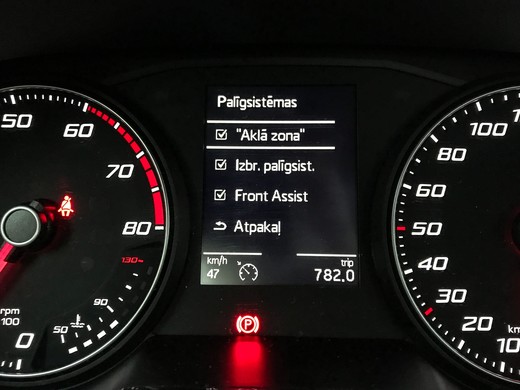 Palīgsistēmas
"Aklā zona"
Izbr. palīgsist.
Front Assist
Atpakaļ
km/h
47
trip
782.0
50
60
70
80
130
90
50
rpm
100
0
P
100
80
60
50
40
30
20
10